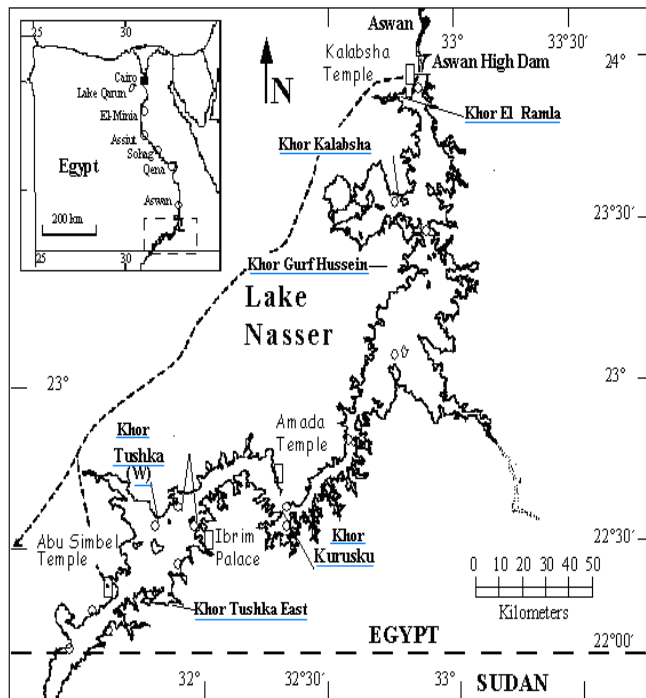 Aswan
33°
33°30'
Kalabsha
Temple
24°
Aswan High Dam
N
Khor El Ramla
Khor Kalabsha
23°30'
Khor Gurf Hussein
Lake
Nasser
23°
23°
Amada
Temple
Khor
Tushka
(W)
Abu Simbel
Temple
Ibrim
Palace
Khor
Kurusku
22°30'
0 10 20 30 40 50
Kilometers
Khor Tushka East
EGYPT
22°00'
32°
32°30'
33°
SUDAN
25
30
Cairo
Lake Qarun
El-Minia
Assiut
Sohag
Qena
Egypt
Aswan
200 km
25
30